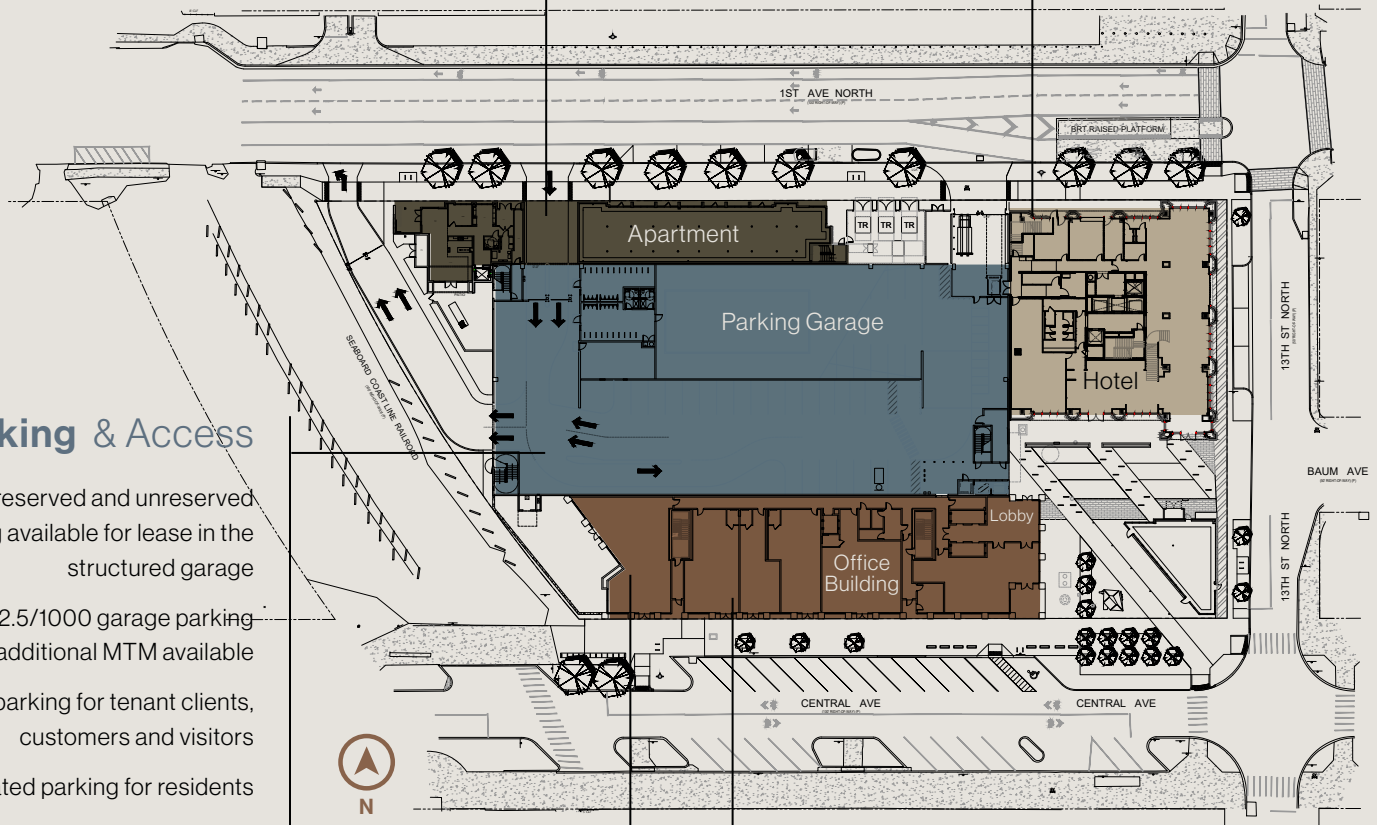 1ST AVE NORTH
BRT RAISED PLATFORM
Apartment
TR TR TR
Parking Garage
Hotel
13TH ST NORTH
SEABOARD COAST LINE RAILROAD
king & Access
reserved and unreserved
g available for lease in the
structured garage
2.5/1000 garage parking
additional MTM available
parking for tenant clients,
customers and visitors
ated parking for residents
BAUM AVE
Lobby
Office
Building
13TH ST NORTH
CENTRAL AVE
CENTRAL AVE
N